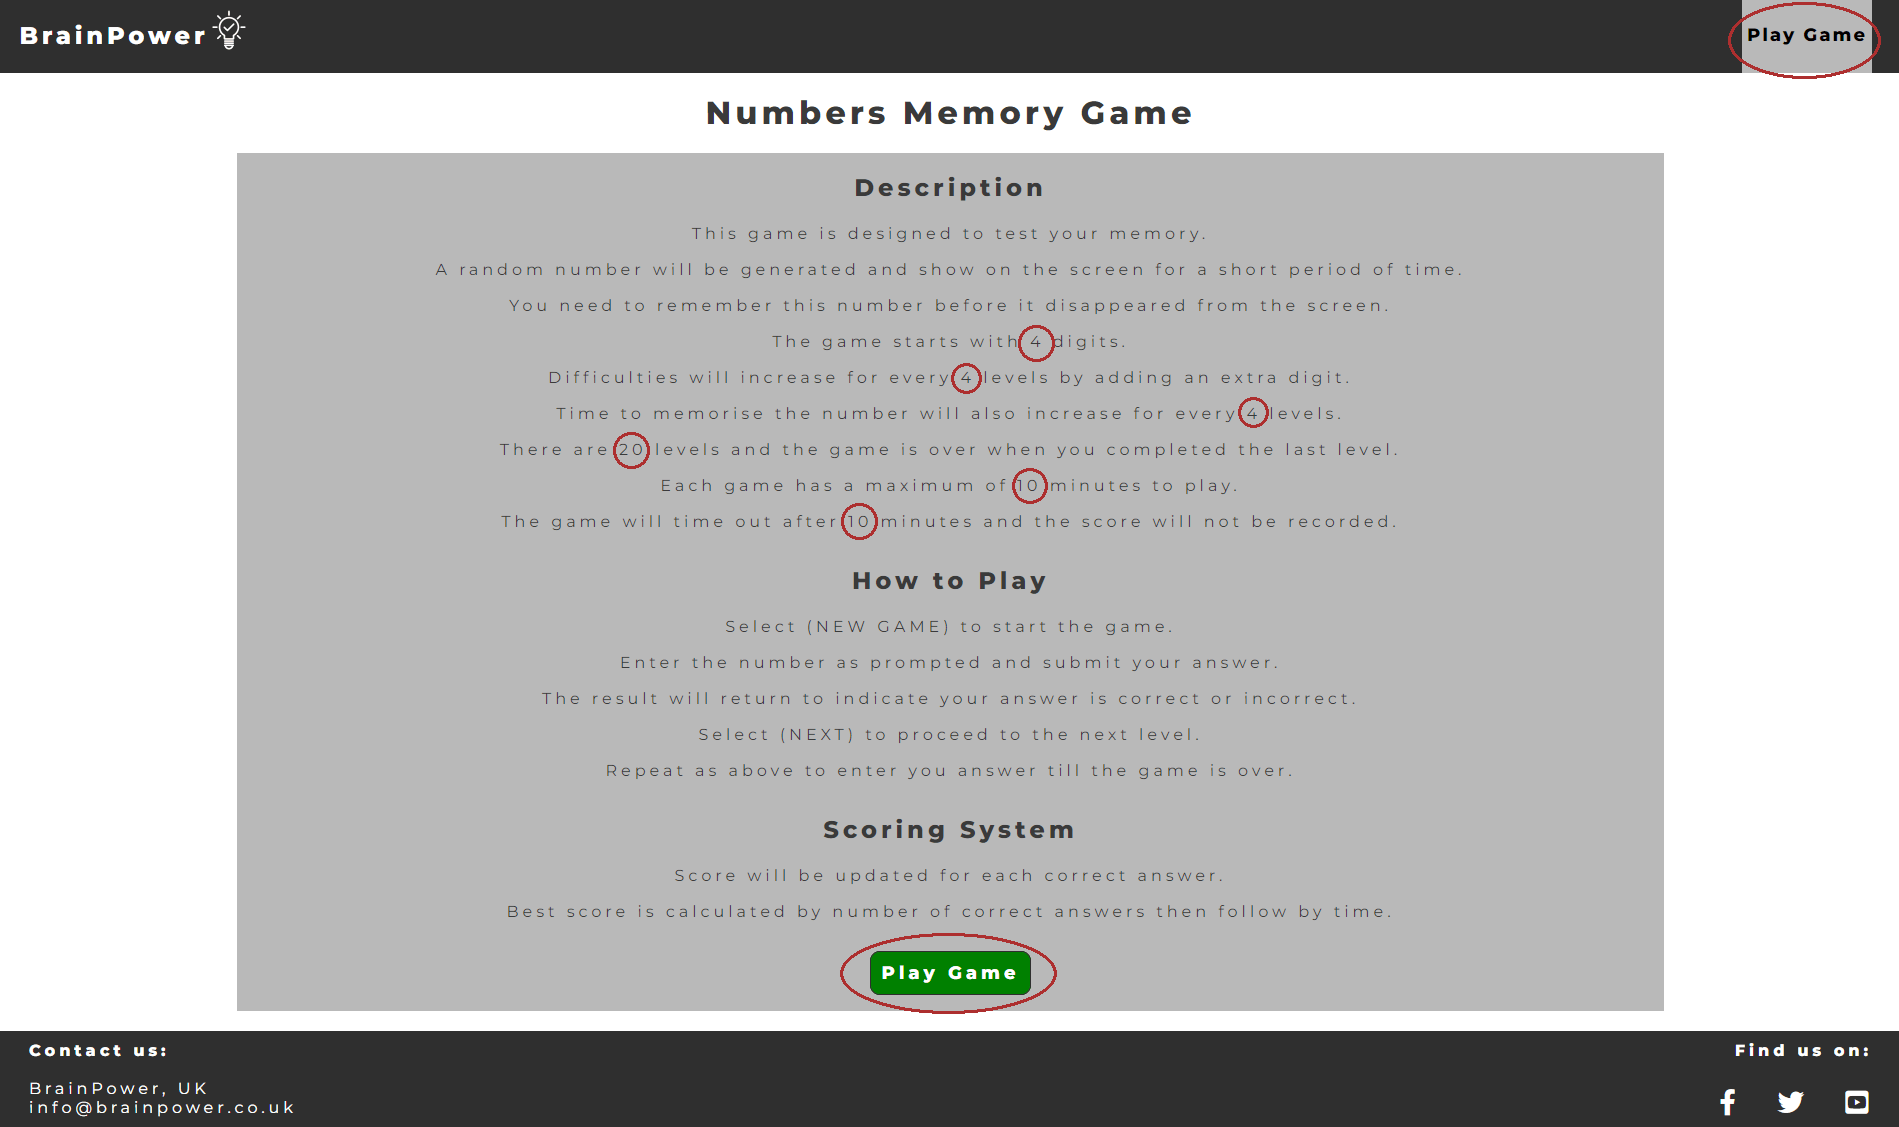 BrainPower
Play Game
Numbers Memory Game
Description
This game is designed to test your memory.
A random number will be generated and show on the screen for a short period of time.
You need to remember this number before it disappeared from the screen.
The game starts with 4 digits.
Difficulties will increase for every 4 levels by adding an extra digit.
Time to memorise the number will also increase for every 4 levels.
There are 20 levels and the game is over when you completed the last level.
Each game has a maximum of 10 minutes to play.
The game will time out after 10 minutes and the score will not be recorded.
How to Play
Select (NEW GAME) to start the game.
Enter the number as prompted and submit your answer.
The result will return to indicate your answer is correct or incorrect.
Select (NEXT) to proceed to the next level.
Repeat as above to enter you answer till the game is over.
Scoring System
Score will be updated for each correct answer.
Best score is calculated by number of correct answers then follow by time.
Play Game
Contact us:
BrainPower, UK
info@brainpower.co.uk
Find us on: